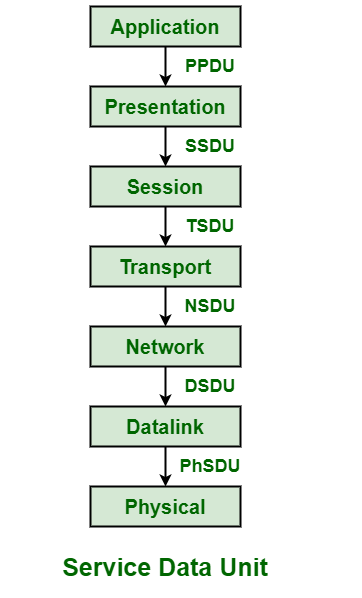 Application
PPDU
Presentation
SSDU
Session
TSDU
Transport
NSDU
Network
DSDU
Datalink
PhSDU
Physical
Service Data Unit